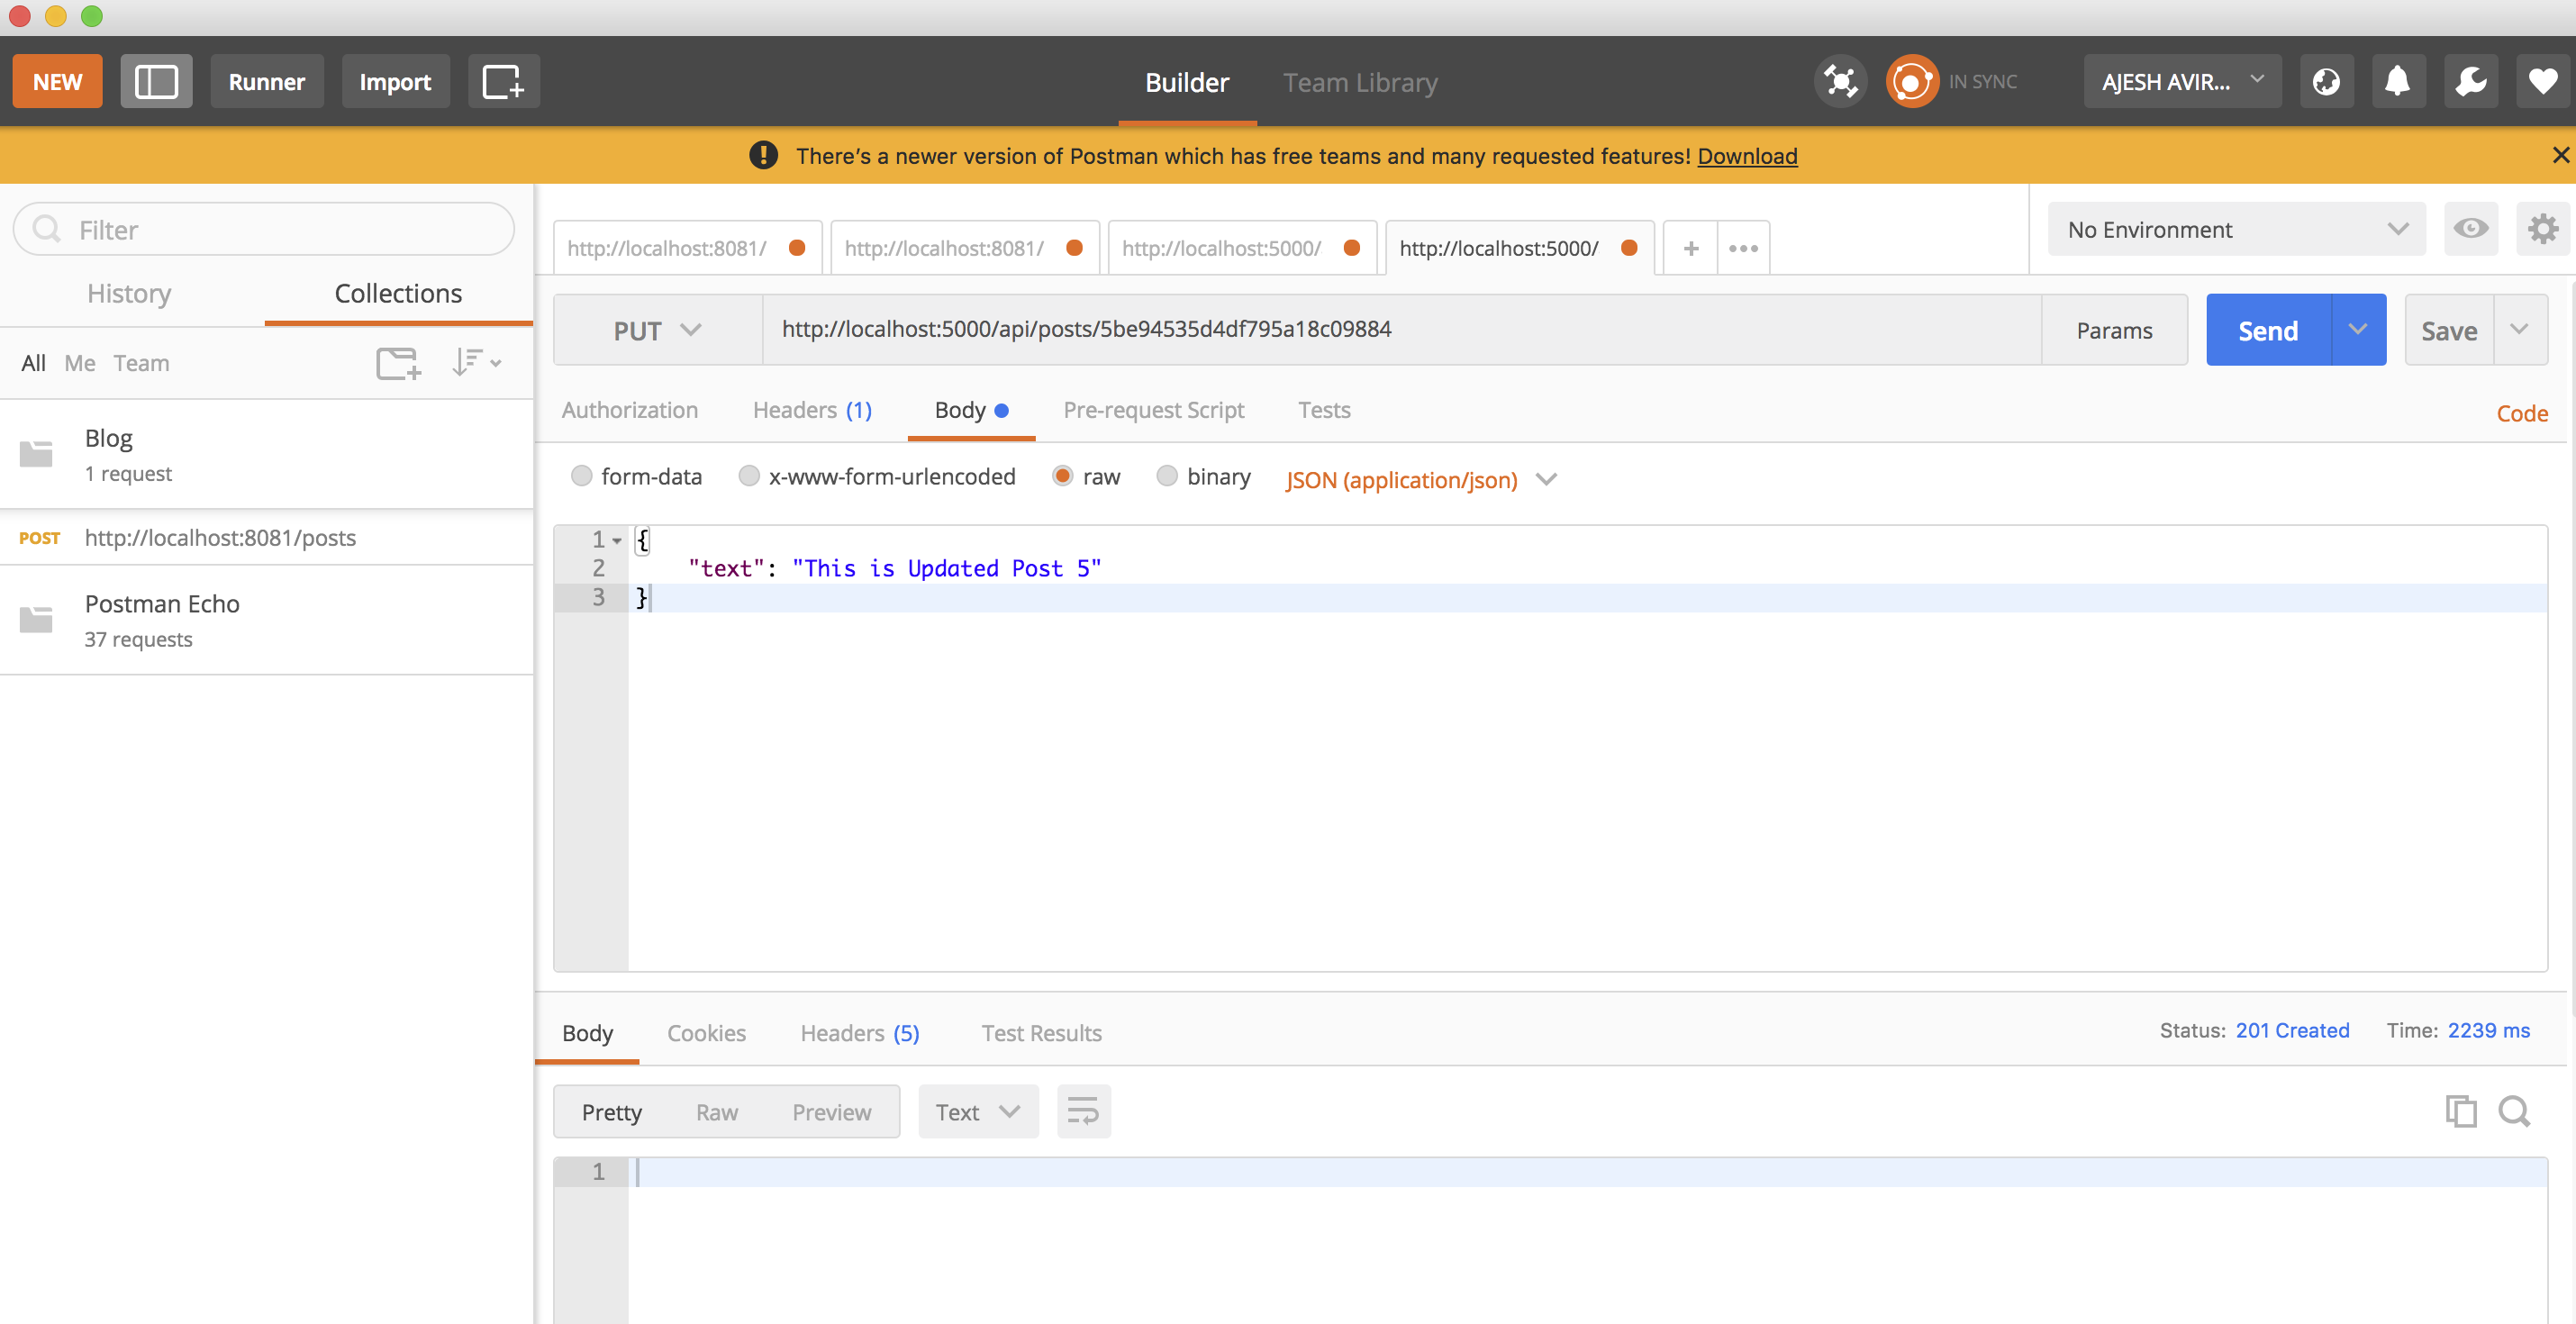 NEW Runner Import Builder Team Library IN SYNC AJESH AVIR...
There's a newer version of Postman which has free teams and many requested features! Download
Filter
History Collections
All Me Team
Blog
1 request
POST http://localhost:8081/posts
Postman Echo
37 requests
http://localhost:8081/ http://localhost:8081/ http://localhost:5000/ http://localhost:5000/ + ••• No Environment
PUT http://localhost:5000/api/posts/5be94535d4df795a18c09884 Params Send Save
Authorization Headers (1) Body Pre-request Script Tests Code
form-data x-www-form-urlencoded raw binary JSON (application/json)
1 {
2 "text": "This is Updated Post 5"
3 }
Body Cookies Headers (5) Test Results Status: 201 Created Time: 2239 ms
Pretty Raw Preview Text
1